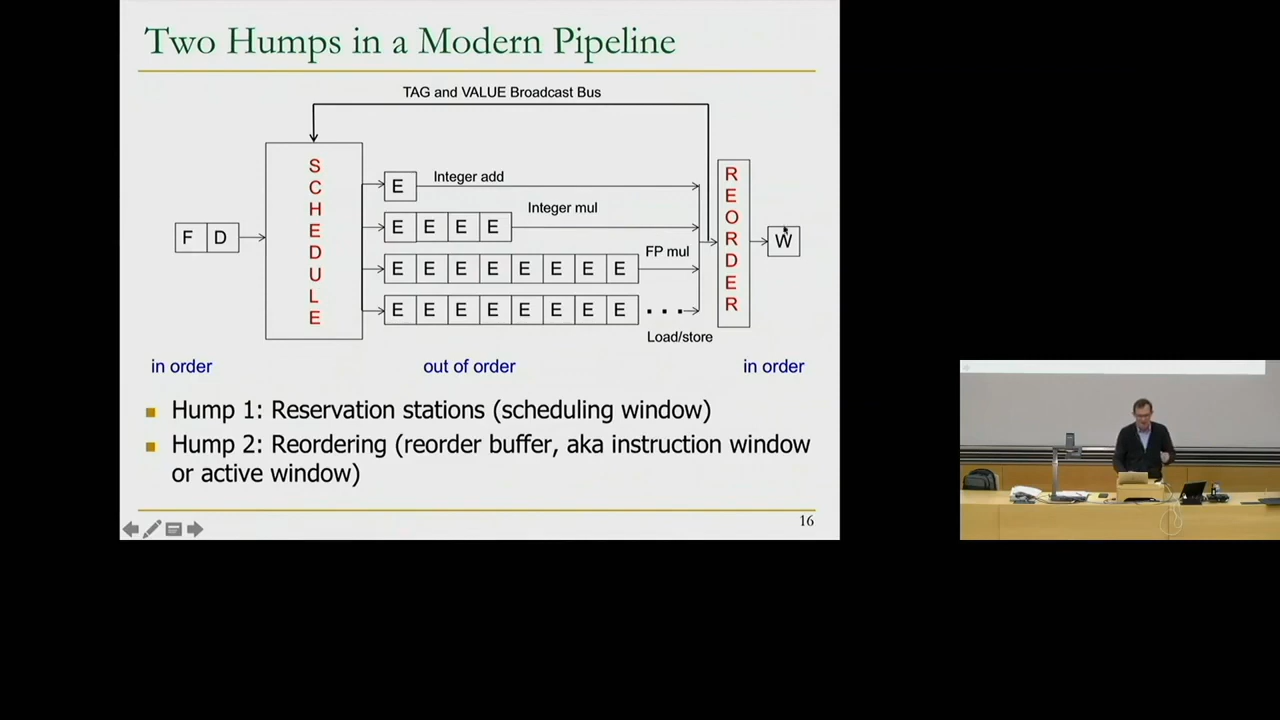 Two Humps in a Modern Pipeline
TAG and VALUE Broadcast Bus
F D
SCHEDULE
E Integer add
E E E E Integer mul
E E E E E E E E FP mul
E E E E E E E E . . .
Load/store
REORDER
W
in order out of order in order
Hump 1: Reservation stations (scheduling window)
Hump 2: Reordering (reorder buffer, aka instruction window
or active window)
16